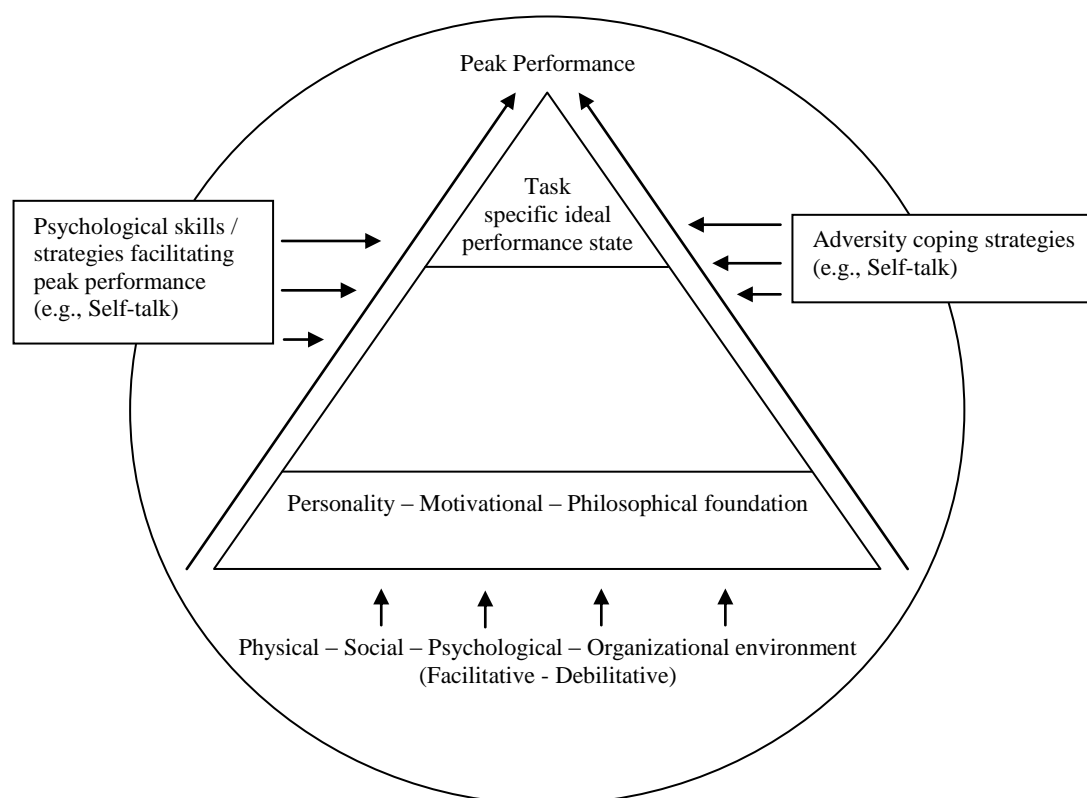 Peak Performance
Task
specific ideal
performance state
Psychological skills /
strategies facilitating
peak performance
(e.g., Self-talk)
Adversity coping strategies
(e.g., Self-talk)
Personality – Motivational – Philosophical foundation
Physical – Social – Psychological – Organizational environment
(Facilitative - Debilitative)